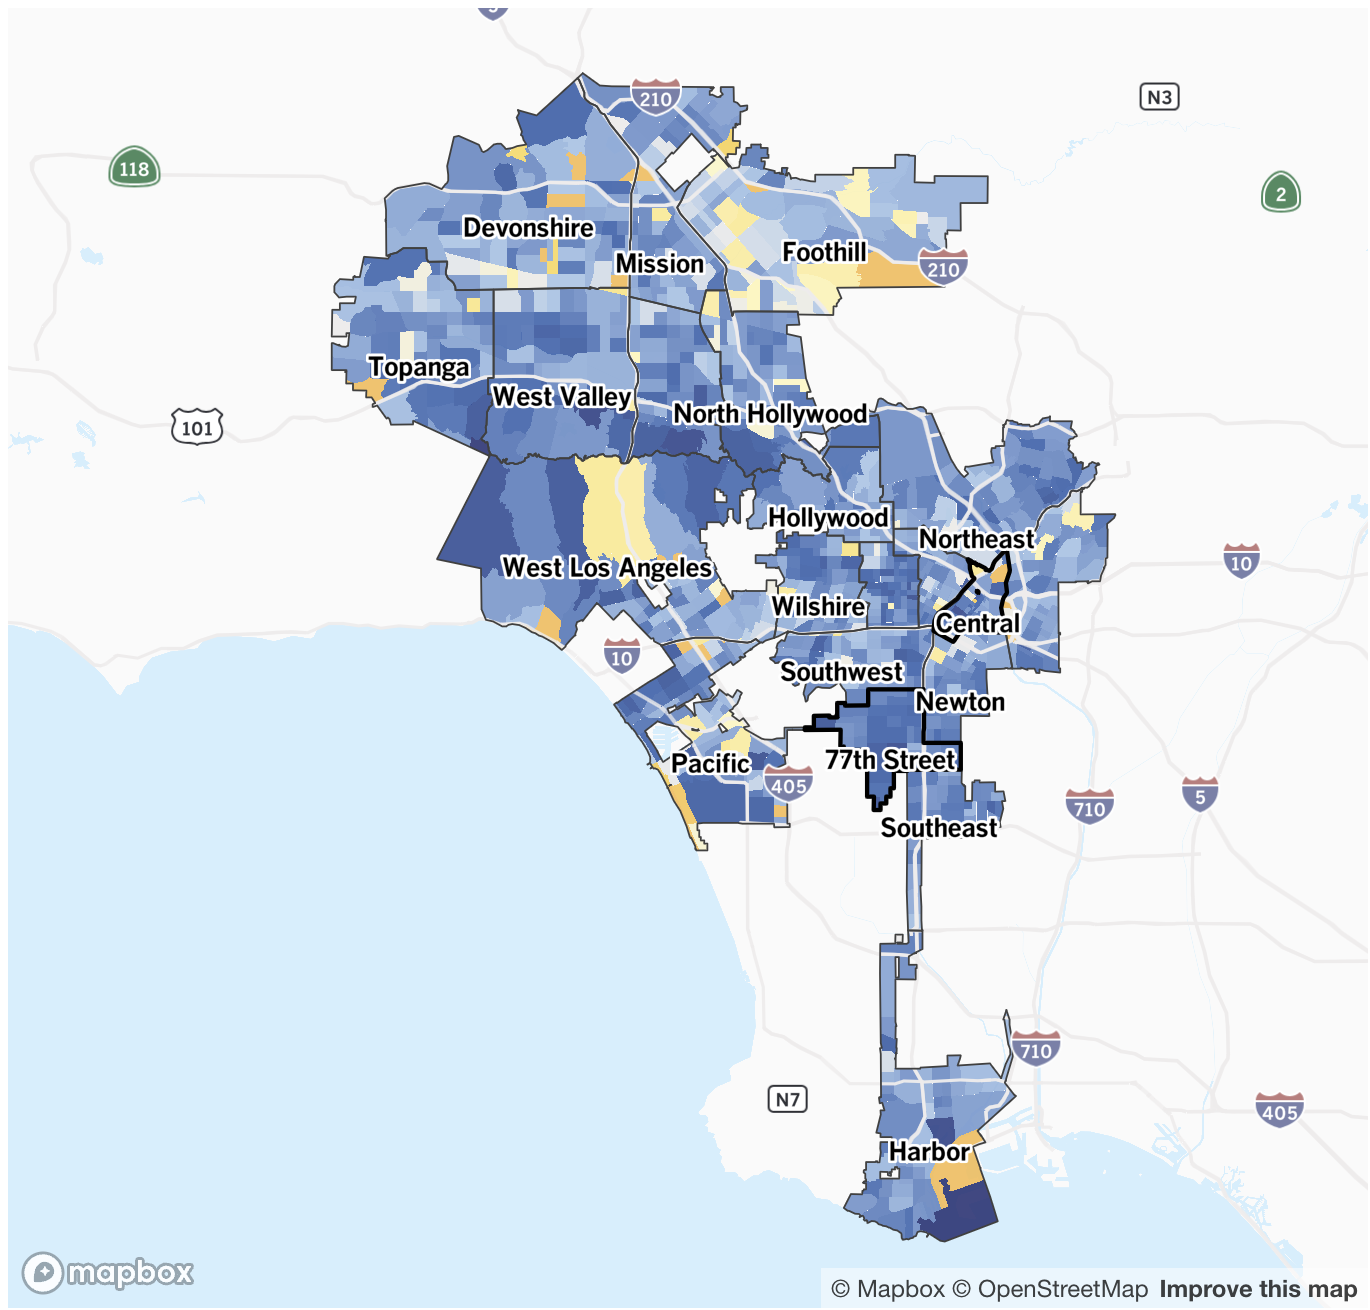 5
210
N3
118
2
Devonshire
Foothill
Mission
210
Topanga
West Valley
North Hollywood
101
Hollywood
Northeast
West Los Angeles
10
Wilshire
Central
10
Southwest
Newton
77th Street
Pacific
405
710
5
Southeast
710
N7
405
Harbor
mapbox
© Mapbox © OpenStreetMap Improve this map